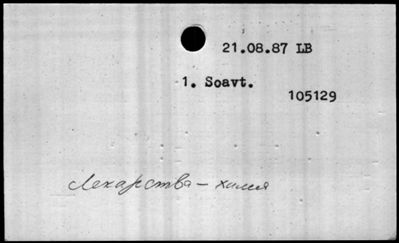 21.08.87 LB
1. Soavt.
105129
Лекарства - химия